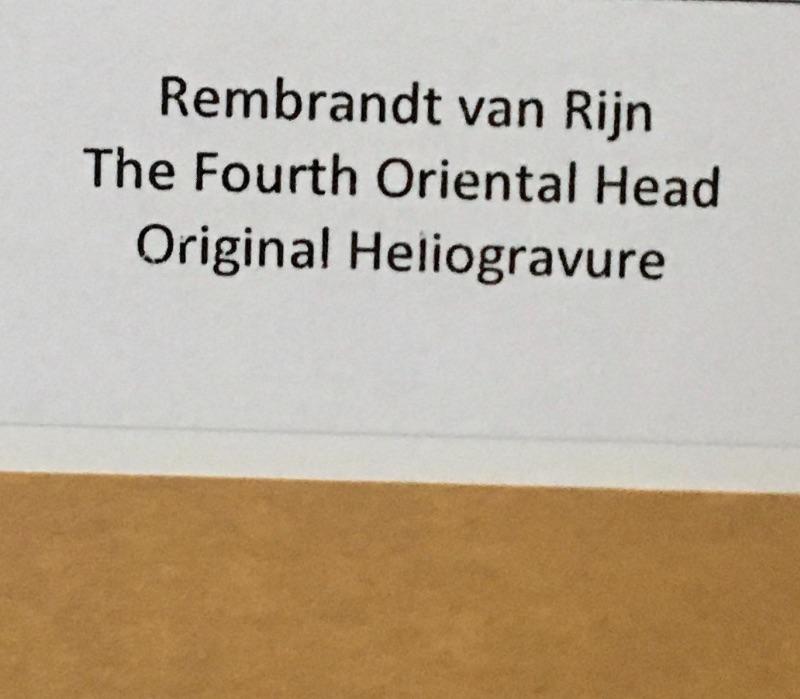 Rembrandt van Rijn
The Fourth Oriental Head
Original Heliogravure